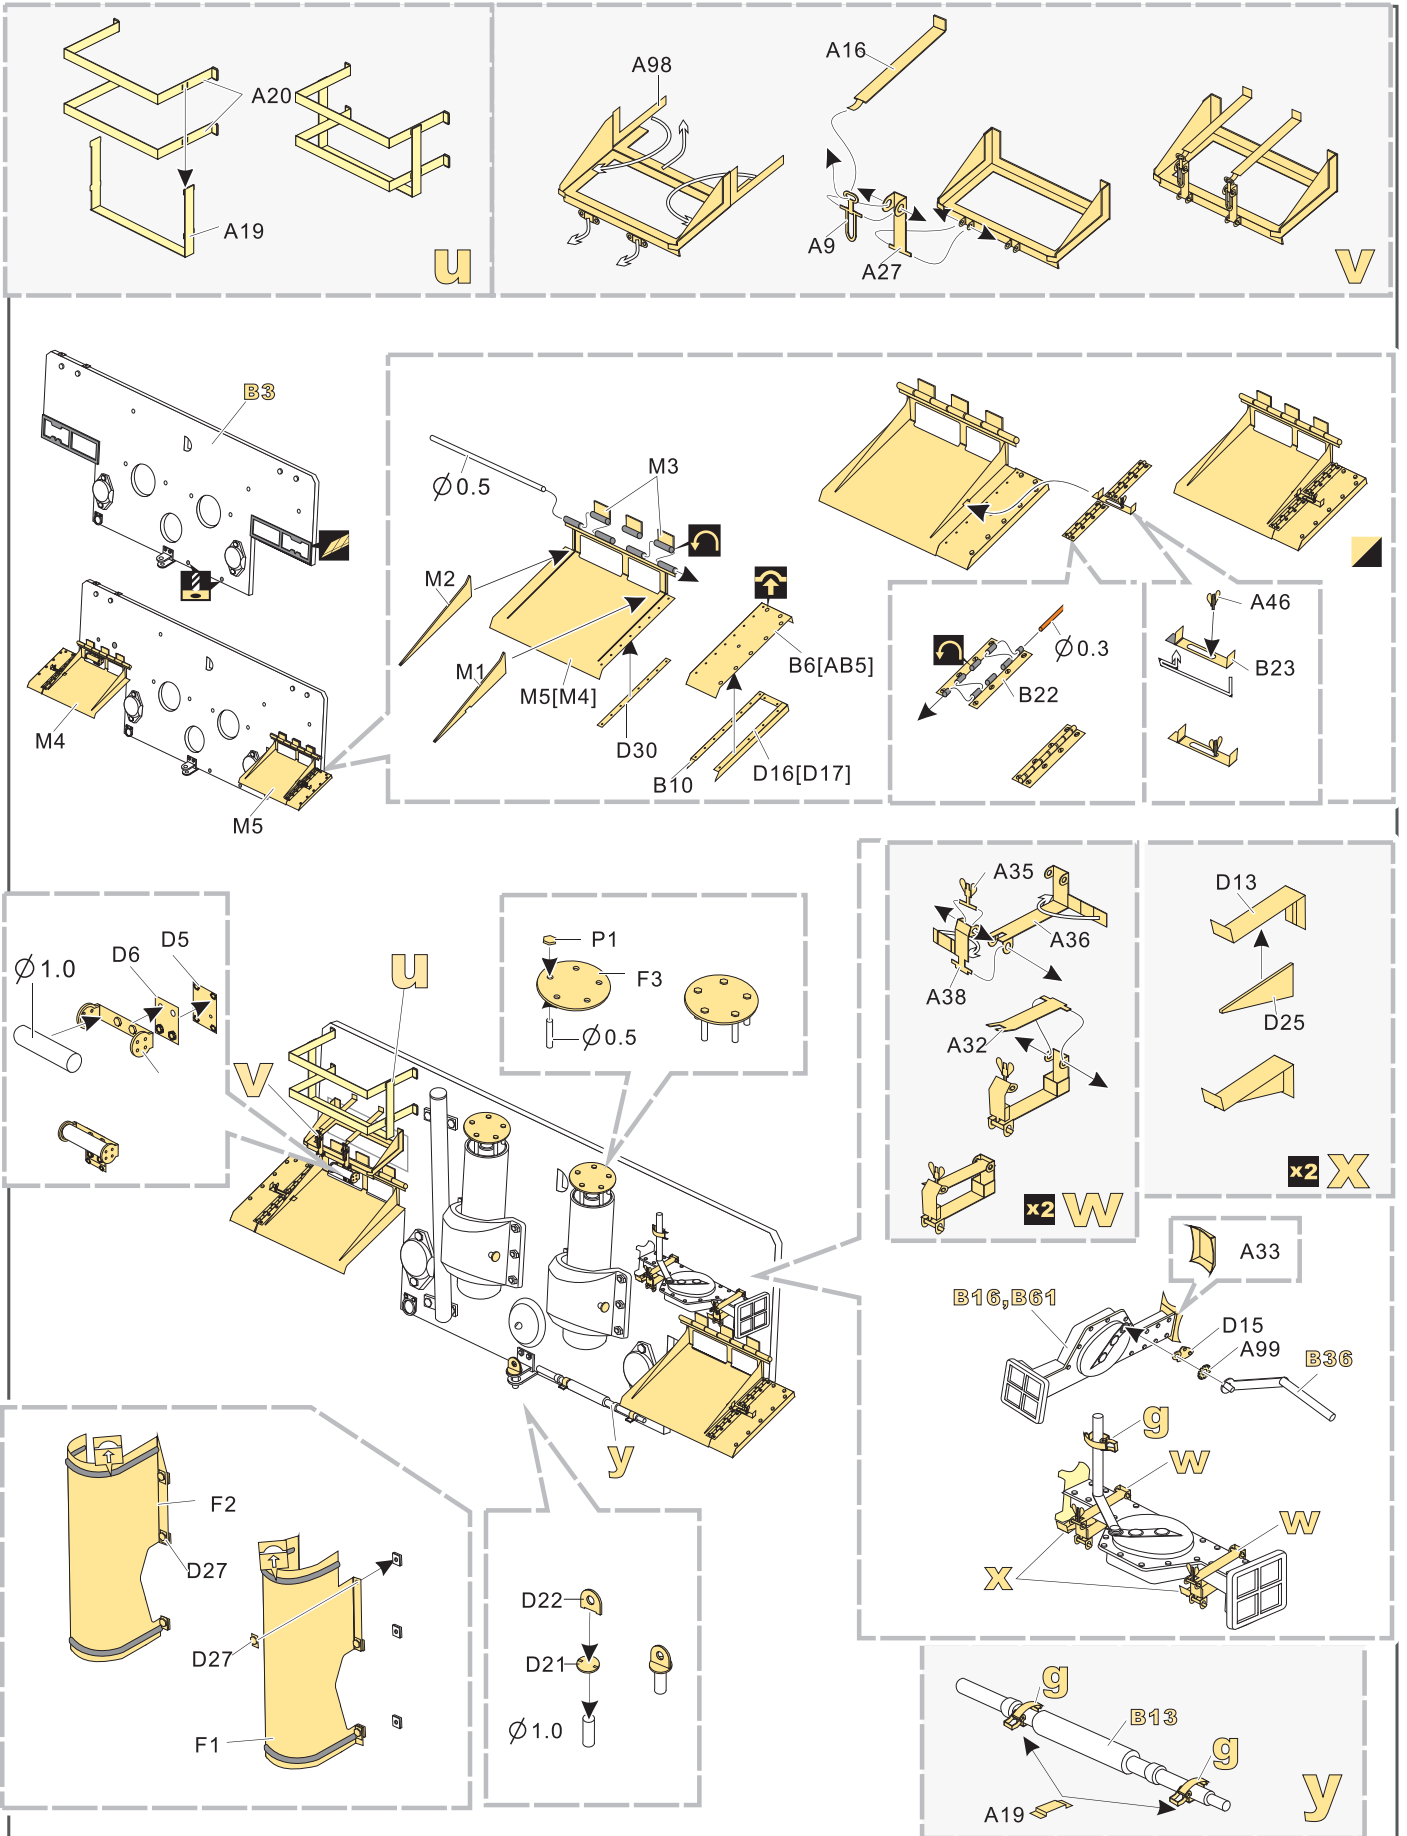 A20
A19
u
A98
A16
A9
A27
v
B3
M4
M5
Ø0.5
M3
M2
M1
M5[M4]
D30
B6[AB5]
B10
D16[D17]
Ø0.3
B22
A46
B23
Ø1.0
D6
D5
P1
F3
Ø0.5
u
v
y
A35
A36
A38
A32
x2 w
D13
D25
x2 x
A33
B16,B61
D15
A99
B36
g
w
w
x
F2
D27
D27
F1
D22
D21
Ø1.0
g
B13
g
A19
y